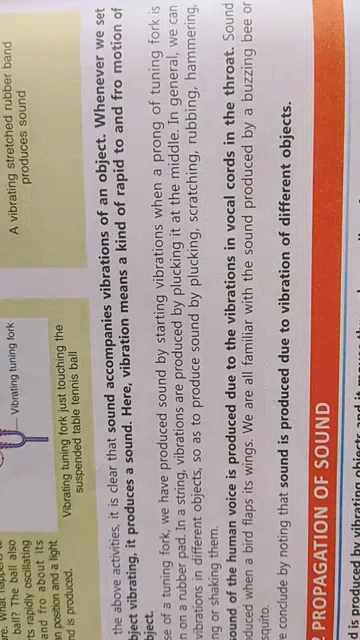 A vibrating stretched rubber band
produces sound
Vibrating tuning fork
Vibrating tuning fork just touching the
suspended table tennis ball
ball? The ball also
rts rapidly oscillating
and fro about its
position and a light
nd is produced.
the above activities, it is clear that sound accompanies vibrations of an object. Whenever we set
ject vibrating, it produces a sound. Here, vibration means a kind of rapid to and fro motion of
bject.
se of a tuning fork, we have produced sound by starting vibrations when a prong of tuning fork is
on a rubber pad. In a string, vibrations are produced by plucking it at the middle. In general, we can
ibrations in different objects, so as to produce sound by plucking, scratching, rubbing, hammering,
ng or shaking them.
und of the human voice is produced due to the vibrations in vocal cords in the throat. Sound
oduced when a bird flaps its wings. We are all familiar with the sound produced by a buzzing bee or
quito.
conclude by noting that sound is produced due to vibration of different objects.
PROPAGATION OF SOUND